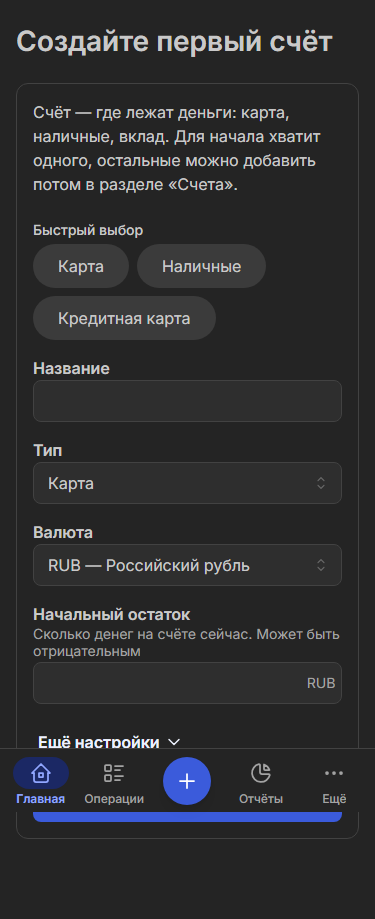 Создайте первый счёт
Счёт — где лежат деньги: карта,
наличные, вклад. Для начала хватит
одного, остальные можно добавить
потом в разделе «Счета».
Быстрый выбор
Карта
Наличные
Кредитная карта
Название
Тип
Карта
Валюта
RUB — Российский рубль
Начальный остаток
Сколько денег на счёте сейчас. Может быть
отрицательным
RUB
Ещё настройки
Главная
Операции
Отчёты
Ещё